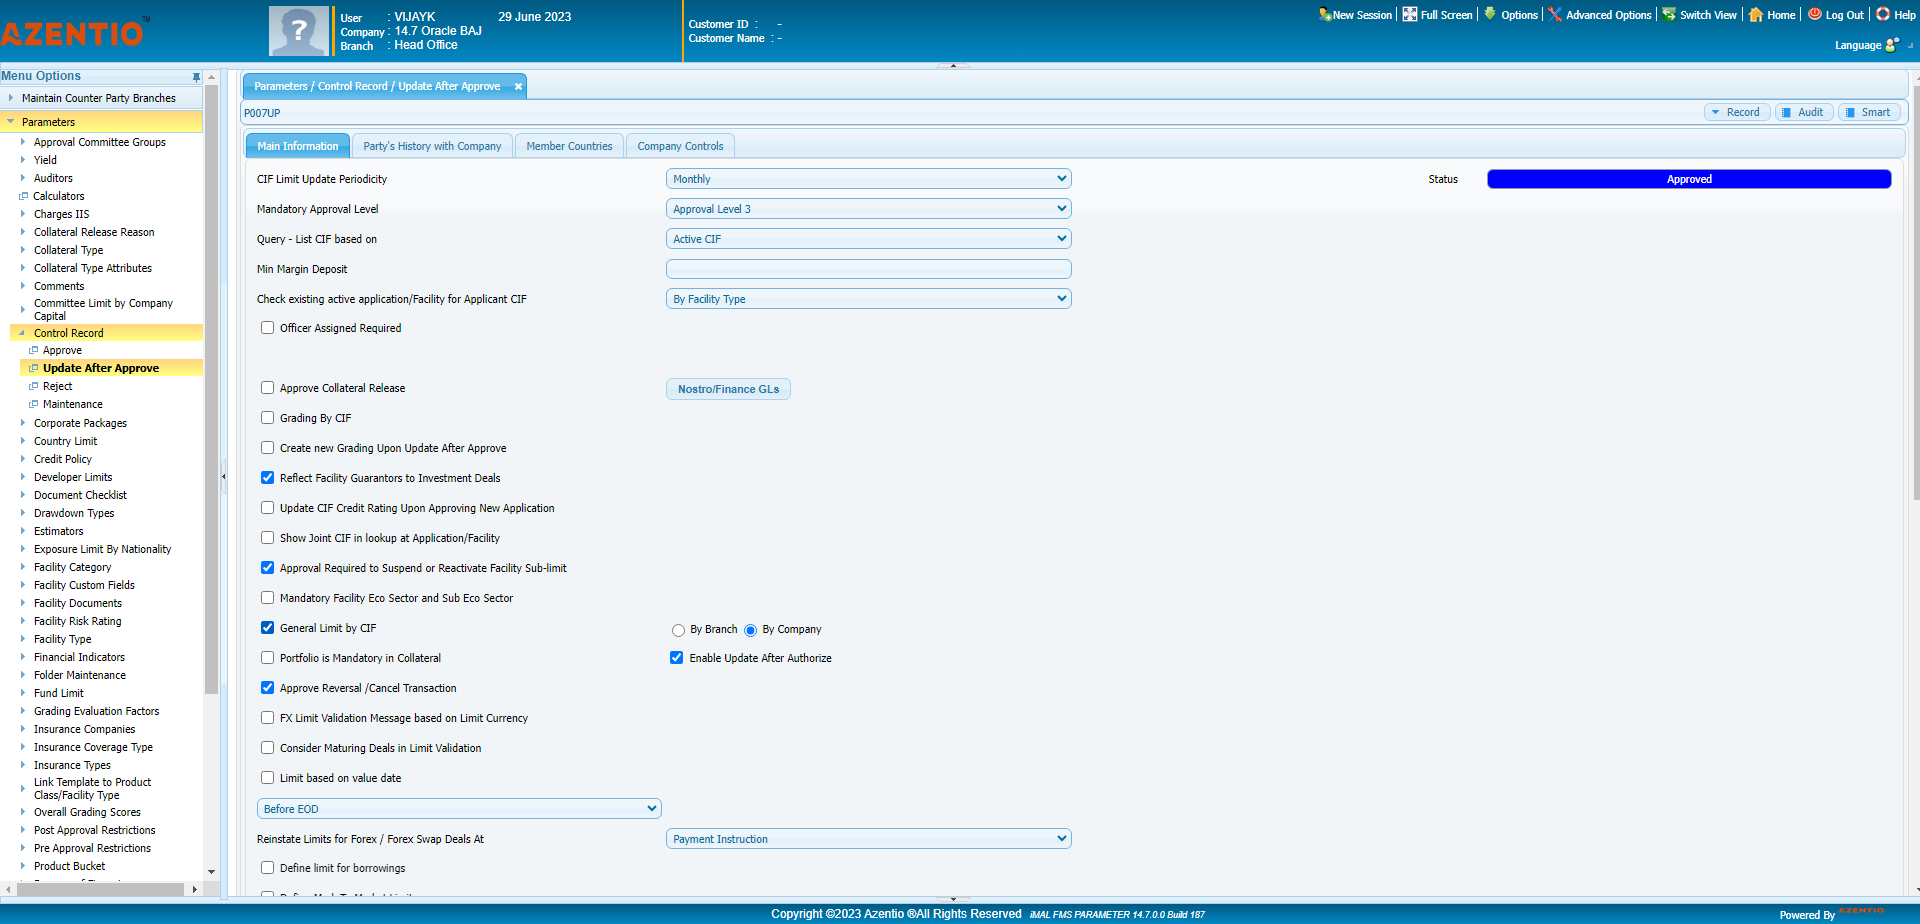 AZENTIO™
User : VIJAYK 29 June 2023
Company : 14.7 Oracle BAJ
Branch : Head Office
Customer ID : -
Customer Name : -
New Session Full Screen Options Advanced Options Switch View Home Log Out Help
Language
Menu Options
Maintain Counter Party Branches
Parameters
Approval Committee Groups
Yield
Auditors
Calculators
Charges IIS
Collateral Release Reason
Collateral Type
Collateral Type Attributes
Comments
Committee Limit by Company
Capital
Control Record
Approve
Update After Approve
Reject
Maintenance
Corporate Packages
Country Limit
Credit Policy
Developer Limits
Document Checklist
Drawdown Types
Estimators
Exposure Limit By Nationality
Facility Category
Facility Custom Fields
Facility Documents
Facility Risk Rating
Facility Type
Financial Indicators
Folder Maintenance
Fund Limit
Grading Evaluation Factors
Insurance Companies
Insurance Coverage Type
Insurance Types
Link Template to Product
Class/Facility Type
Overall Grading Scores
Post Approval Restrictions
Pre Approval Restrictions
Product Bucket
Parameters / Control Record / Update After Approve
P007UP
Record Audit Smart
Main Information Party's History with Company Member Countries Company Controls
CIF Limit Update Periodicity Monthly Status Approved
Mandatory Approval Level Approval Level 3
Query - List CIF based on Active CIF
Min Margin Deposit
Check existing active application/Facility for Applicant CIF By Facility Type
Officer Assigned Required
Approve Collateral Release Nostro/Finance GLs
Grading By CIF
Create new Grading Upon Update After Approve
Reflect Facility Guarantors to Investment Deals
Update CIF Credit Rating Upon Approving New Application
Show Joint CIF in lookup at Application/Facility
Approval Required to Suspend or Reactivate Facility Sub-limit
Mandatory Facility Eco Sector and Sub Eco Sector
General Limit by CIF By Branch By Company
Portfolio is Mandatory in Collateral Enable Update After Authorize
Approve Reversal /Cancel Transaction
FX Limit Validation Message based on Limit Currency
Consider Maturing Deals in Limit Validation
Limit based on value date
Before EOD
Reinstate Limits for Forex / Forex Swap Deals At Payment Instruction
Define limit for borrowings
Copyright ©2023 Azentio ®All Rights Reserved iMAL FMS PARAMETER 14.7.0.0 Build 187
Powered By AZENTIO